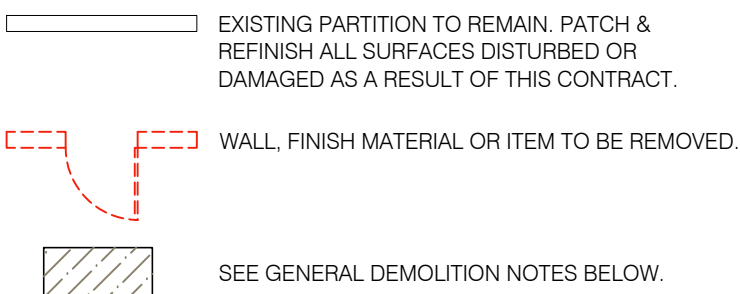 EXISTING PARTITION TO REMAIN. PATCH &
REFINISH ALL SURFACES DISTURBED OR
DAMAGED AS A RESULT OF THIS CONTRACT.
WALL, FINISH MATERIAL OR ITEM TO BE REMOVED.
SEE GENERAL DEMOLITION NOTES BELOW.